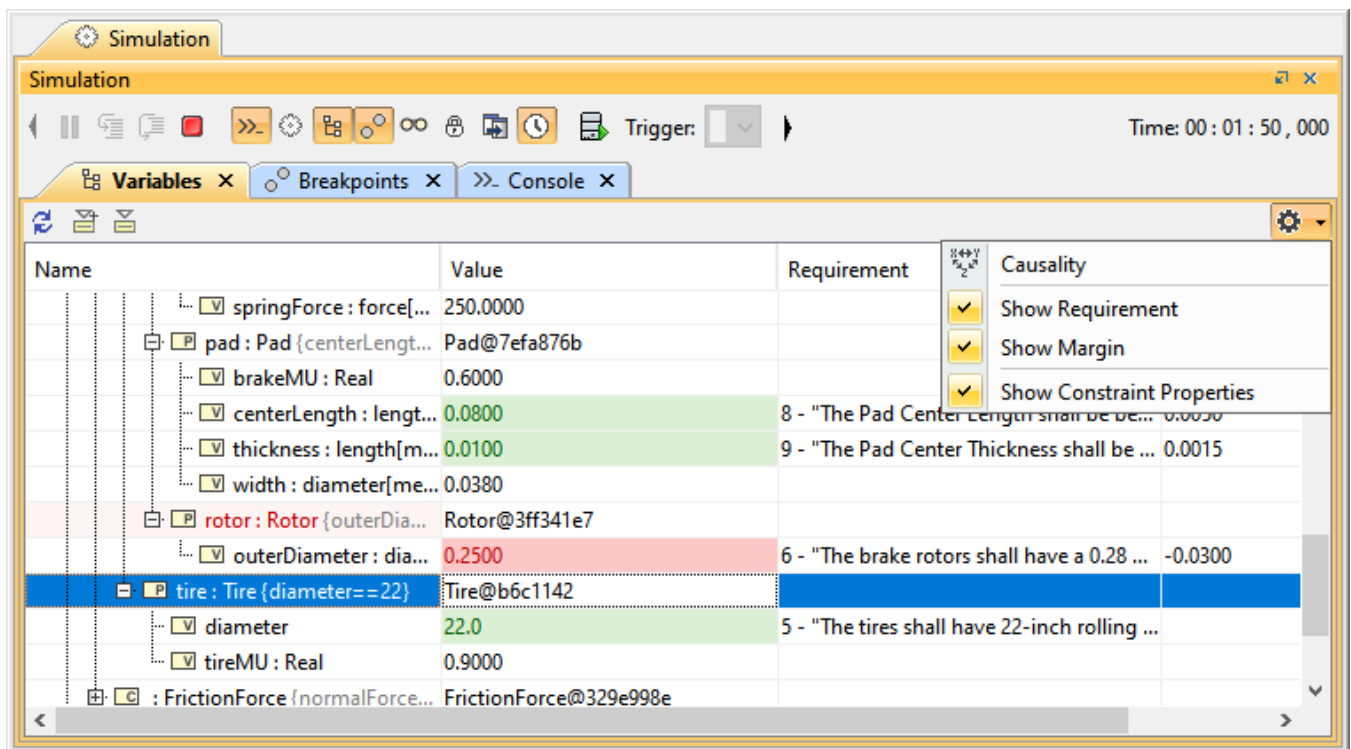 Simulation
Simulation
Trigger: Time: 00 : 01 : 50 , 000
Variables Breakpoints Console
Name Value Requirement
Causality
Show Requirement
Show Margin
Show Constraint Properties
springForce : force[... 250.0000
pad : Pad {centerLengt... Pad@7efa876b
brakeMU : Real 0.6000
centerLength : lengt... 0.0800 8 - "The Pad Center Length shall be be...
thickness : length[m... 0.0100 9 - "The Pad Center Thickness shall be ... 0.0015
width : diameter[me... 0.0380
rotor : Rotor {outerDia... Rotor@3ff341e7
outerDiameter : dia... 0.2500 6 - "The brake rotors shall have a 0.28 ... -0.0300
tire : Tire {diameter==22} Tire@b6c1142
diameter 22.0 5 - "The tires shall have 22-inch rolling ...
tireMU : Real 0.9000
: FrictionForce {normalForce... FrictionForce@329e998e